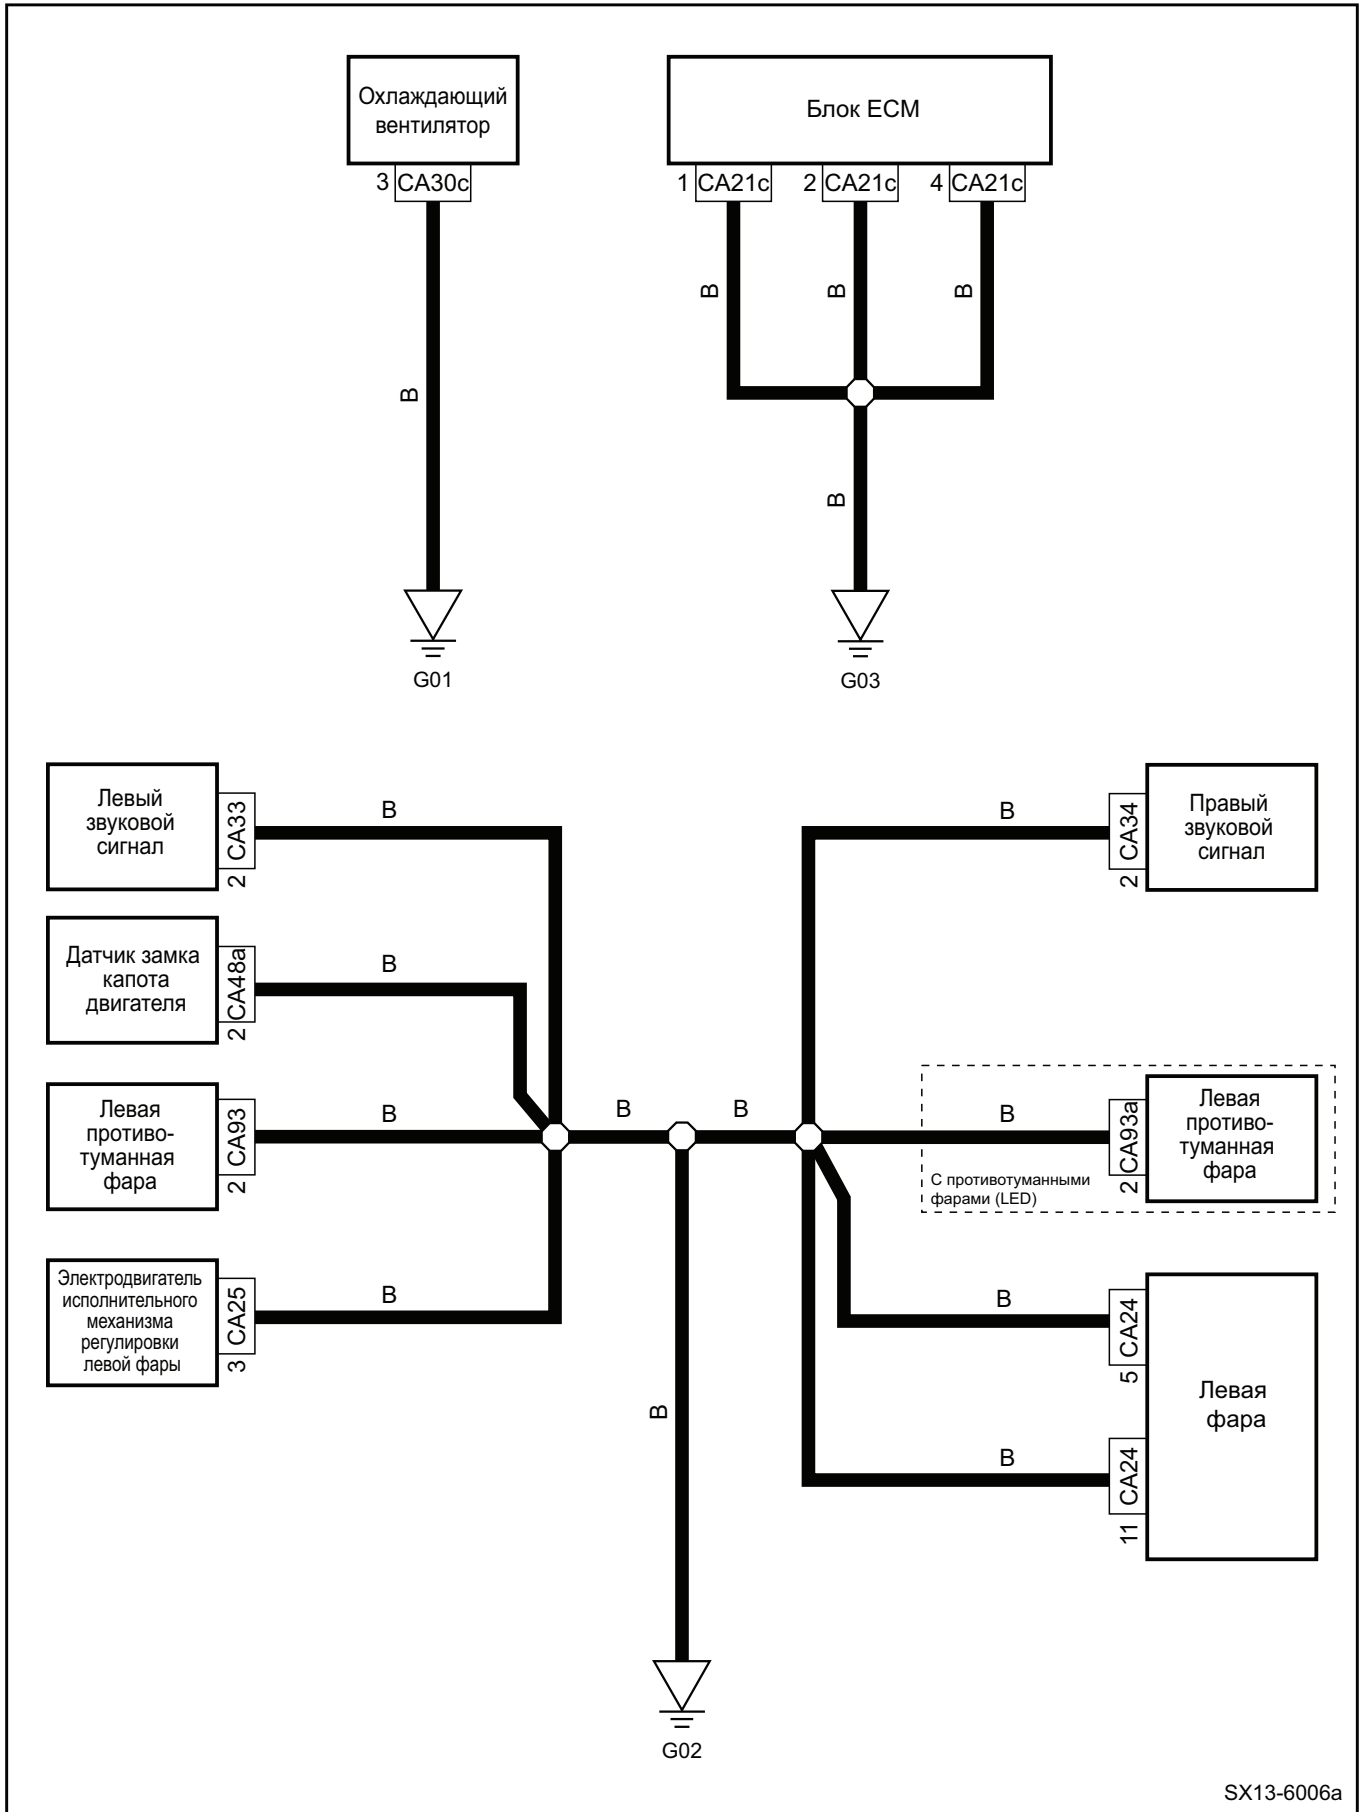 Охлаждающий
вентилятор
3 CA30c
B
G01
Блок ECM
1 CA21c 2 CA21c 4 CA21c
B B B
B
G03
Левый
звуковой
сигнал
2 CA33
B
Датчик замка
капота
двигателя
2 CA48a
B
Левая
противо-
туманная
фара
2 CA93
B
Электродвигатель
исполнительного
механизма
регулировки
левой фары
3 CA25
B
B B
B
G02
B
2 CA34
Правый
звуковой
сигнал
B
2 CA93a
Левая
противо-
туманная
фара
С противотуманными
фарами (LED)
B
5 CA24
B
11 CA24
Левая
фара
SX13-6006a